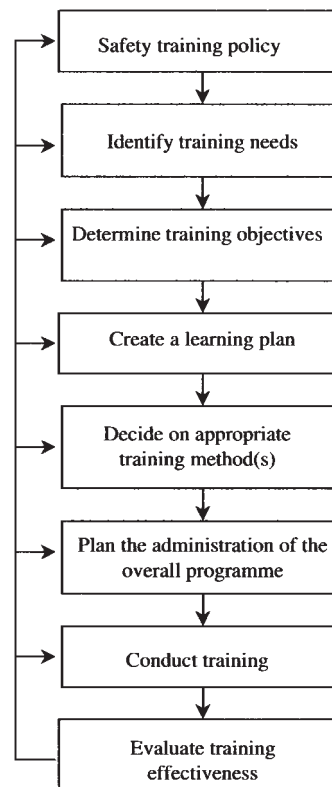 Safety training policy
Identify training needs
Determine training objectives
Create a learning plan
Decide on appropriate
training method(s)
Plan the administration of the
overall programme
Conduct training
Evaluate training
effectiveness